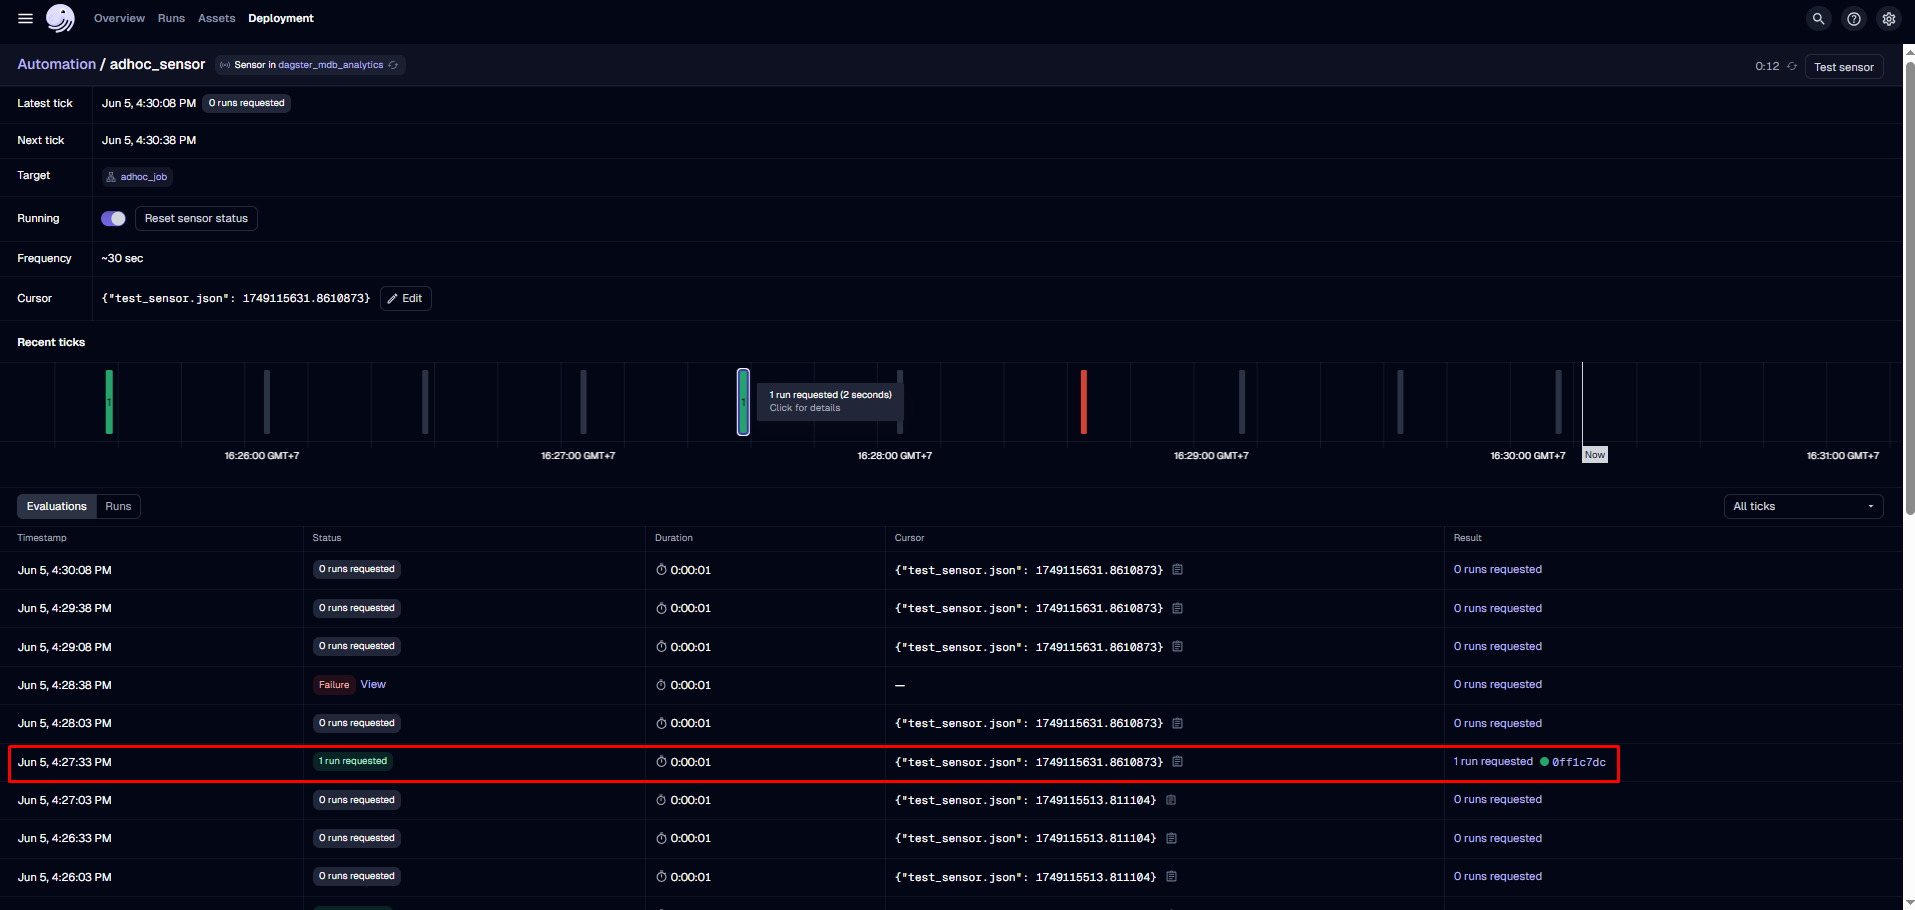 Overview Runs Assets Deployment
Automation / adhoc_sensor Sensor in dagster_mdb_analytics 0:12 Test sensor
Latest tick Jun 5, 4:30:08 PM 0 runs requested
Next tick Jun 5, 4:30:38 PM
Target adhoc_job
Running Reset sensor status
Frequency ~30 sec
Cursor {"test_sensor.json": 1749115631.8610873} Edit
Recent ticks
1 1 1 run requested (2 seconds)
Click for details
16:26:00 GMT+7 16:27:00 GMT+7 16:28:00 GMT+7 16:29:00 GMT+7 16:30:00 GMT+7 Now 16:31:00 GMT+7
Evaluations Runs All ticks
Timestamp Status Duration Cursor Result
Jun 5, 4:30:08 PM 0 runs requested 0:00:01 {"test_sensor.json": 1749115631.8610873} 0 runs requested
Jun 5, 4:29:38 PM 0 runs requested 0:00:01 {"test_sensor.json": 1749115631.8610873} 0 runs requested
Jun 5, 4:29:08 PM 0 runs requested 0:00:01 {"test_sensor.json": 1749115631.8610873} 0 runs requested
Jun 5, 4:28:38 PM Failure View 0:00:01 — 0 runs requested
Jun 5, 4:28:03 PM 0 runs requested 0:00:01 {"test_sensor.json": 1749115631.8610873} 0 runs requested
Jun 5, 4:27:33 PM 1 run requested 0:00:01 {"test_sensor.json": 1749115631.8610873} 1 run requested 0ff1c7dc
Jun 5, 4:27:03 PM 0 runs requested 0:00:01 {"test_sensor.json": 1749115513.811104} 0 runs requested
Jun 5, 4:26:33 PM 0 runs requested 0:00:01 {"test_sensor.json": 1749115513.811104} 0 runs requested
Jun 5, 4:26:03 PM 0 runs requested 0:00:01 {"test_sensor.json": 1749115513.811104} 0 runs requested